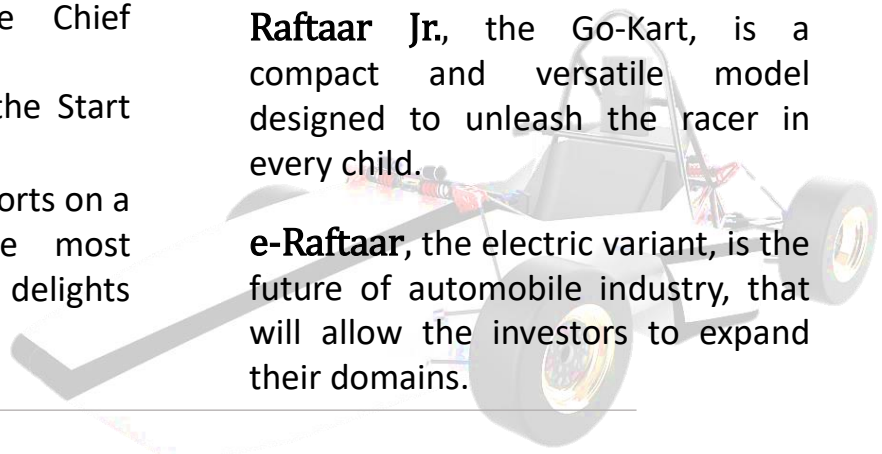 e Chief
the Start
orts on a
e most
delights
Raftaar Jr., the Go-Kart, is a
compact and versatile model
designed to unleash the racer in
every child.
e-Raftaar, the electric variant, is the
future of automobile industry, that
will allow the investors to expand
their domains.